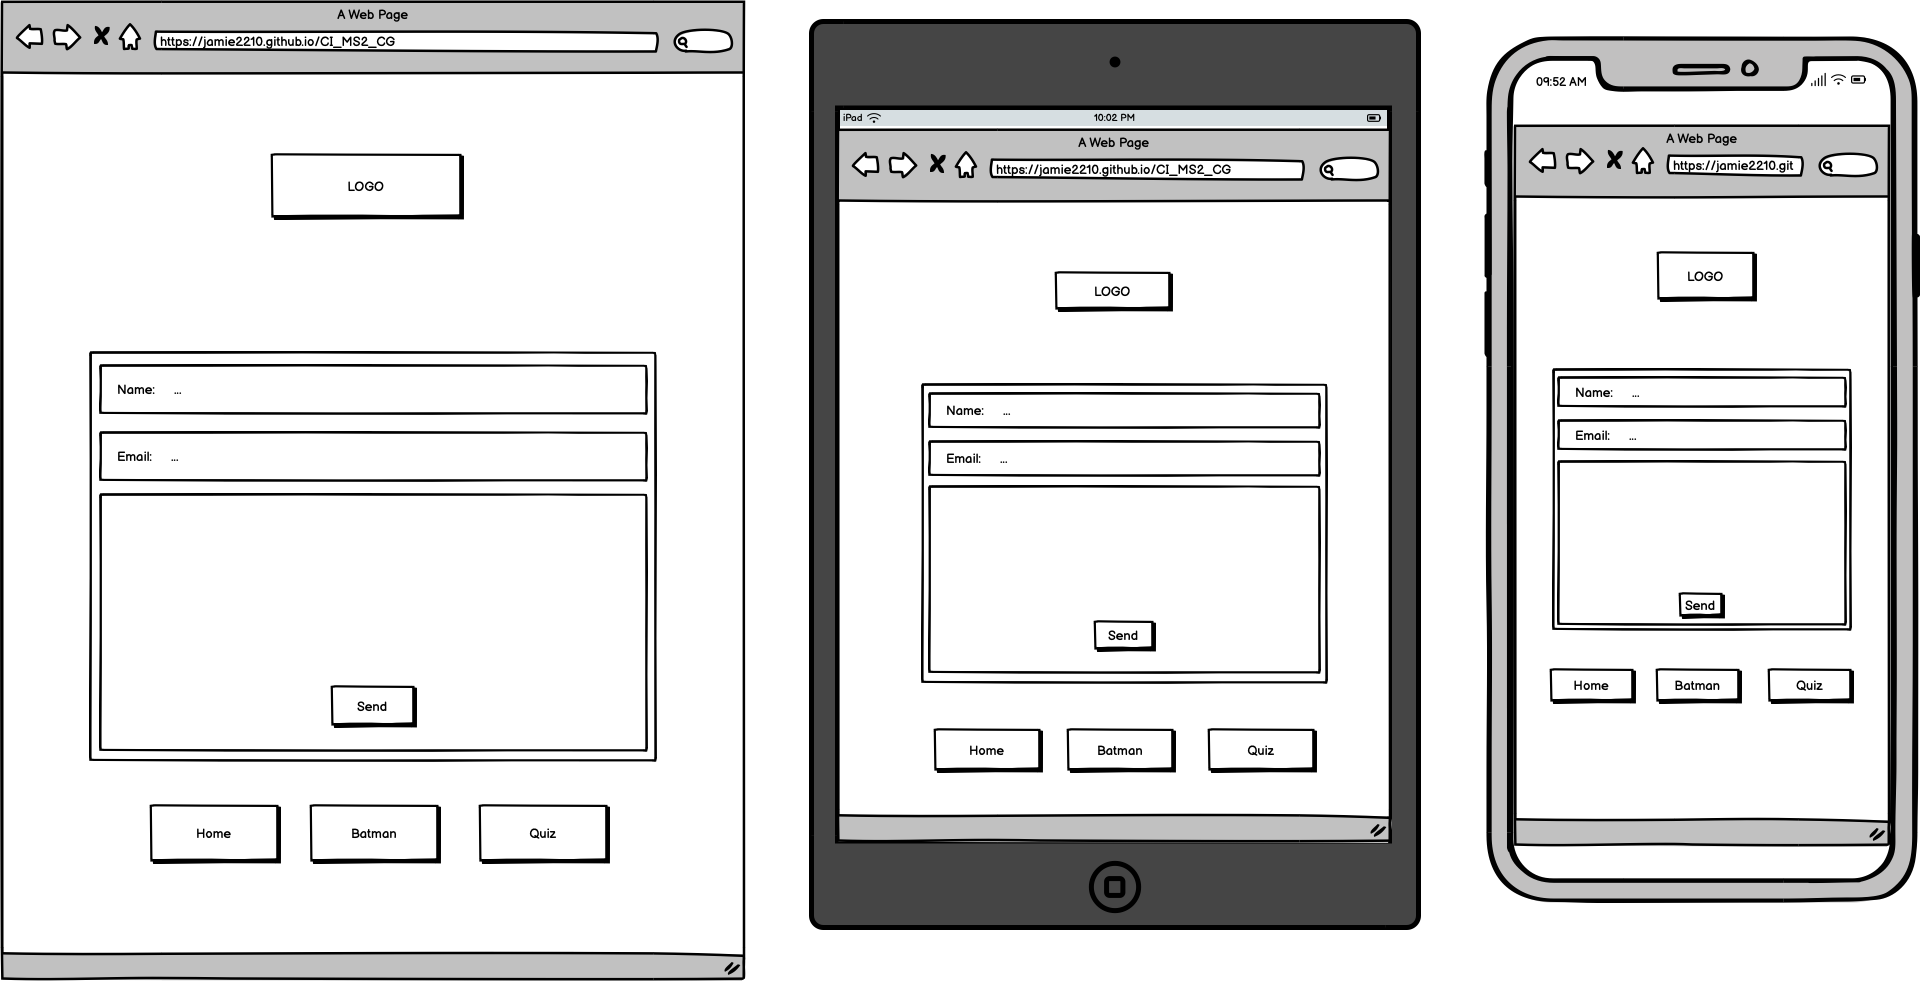 A Web Page
https://jamie2210.github.io/CI_MS2_CG
LOGO
Name: ...
Email: ...
Send
Home Batman Quiz
iPad 10:02 PM
A Web Page
https://jamie2210.github.io/CI_MS2_CG
LOGO
Name: ...
Email: ...
Send
Home Batman Quiz
09:52 AM
A Web Page
https://jamie2210.git
LOGO
Name: ...
Email: ...
Send
Home Batman Quiz